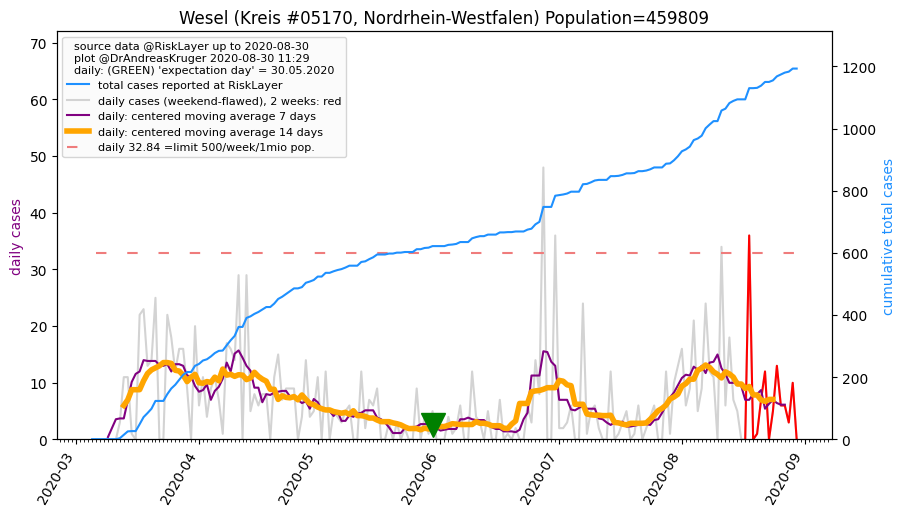 Wesel (Kreis #05170, Nordrhein-Westfalen) Population=459809
source data @RiskLayer up to 2020-08-30
plot @DrAndreasKruger 2020-08-30 11:29
daily: (GREEN) 'expectation day' = 30.05.2020
total cases reported at RiskLayer
daily cases (weekend-flawed), 2 weeks: red
daily: centered moving average 7 days
daily: centered moving average 14 days
daily 32.84 =limit 500/week/1mio pop.
daily cases
70
60
50
40
30
20
10
0
cumulative total cases
1200
1000
800
600
400
200
0
2020-03
2020-04
2020-05
2020-06
2020-07
2020-08
2020-09